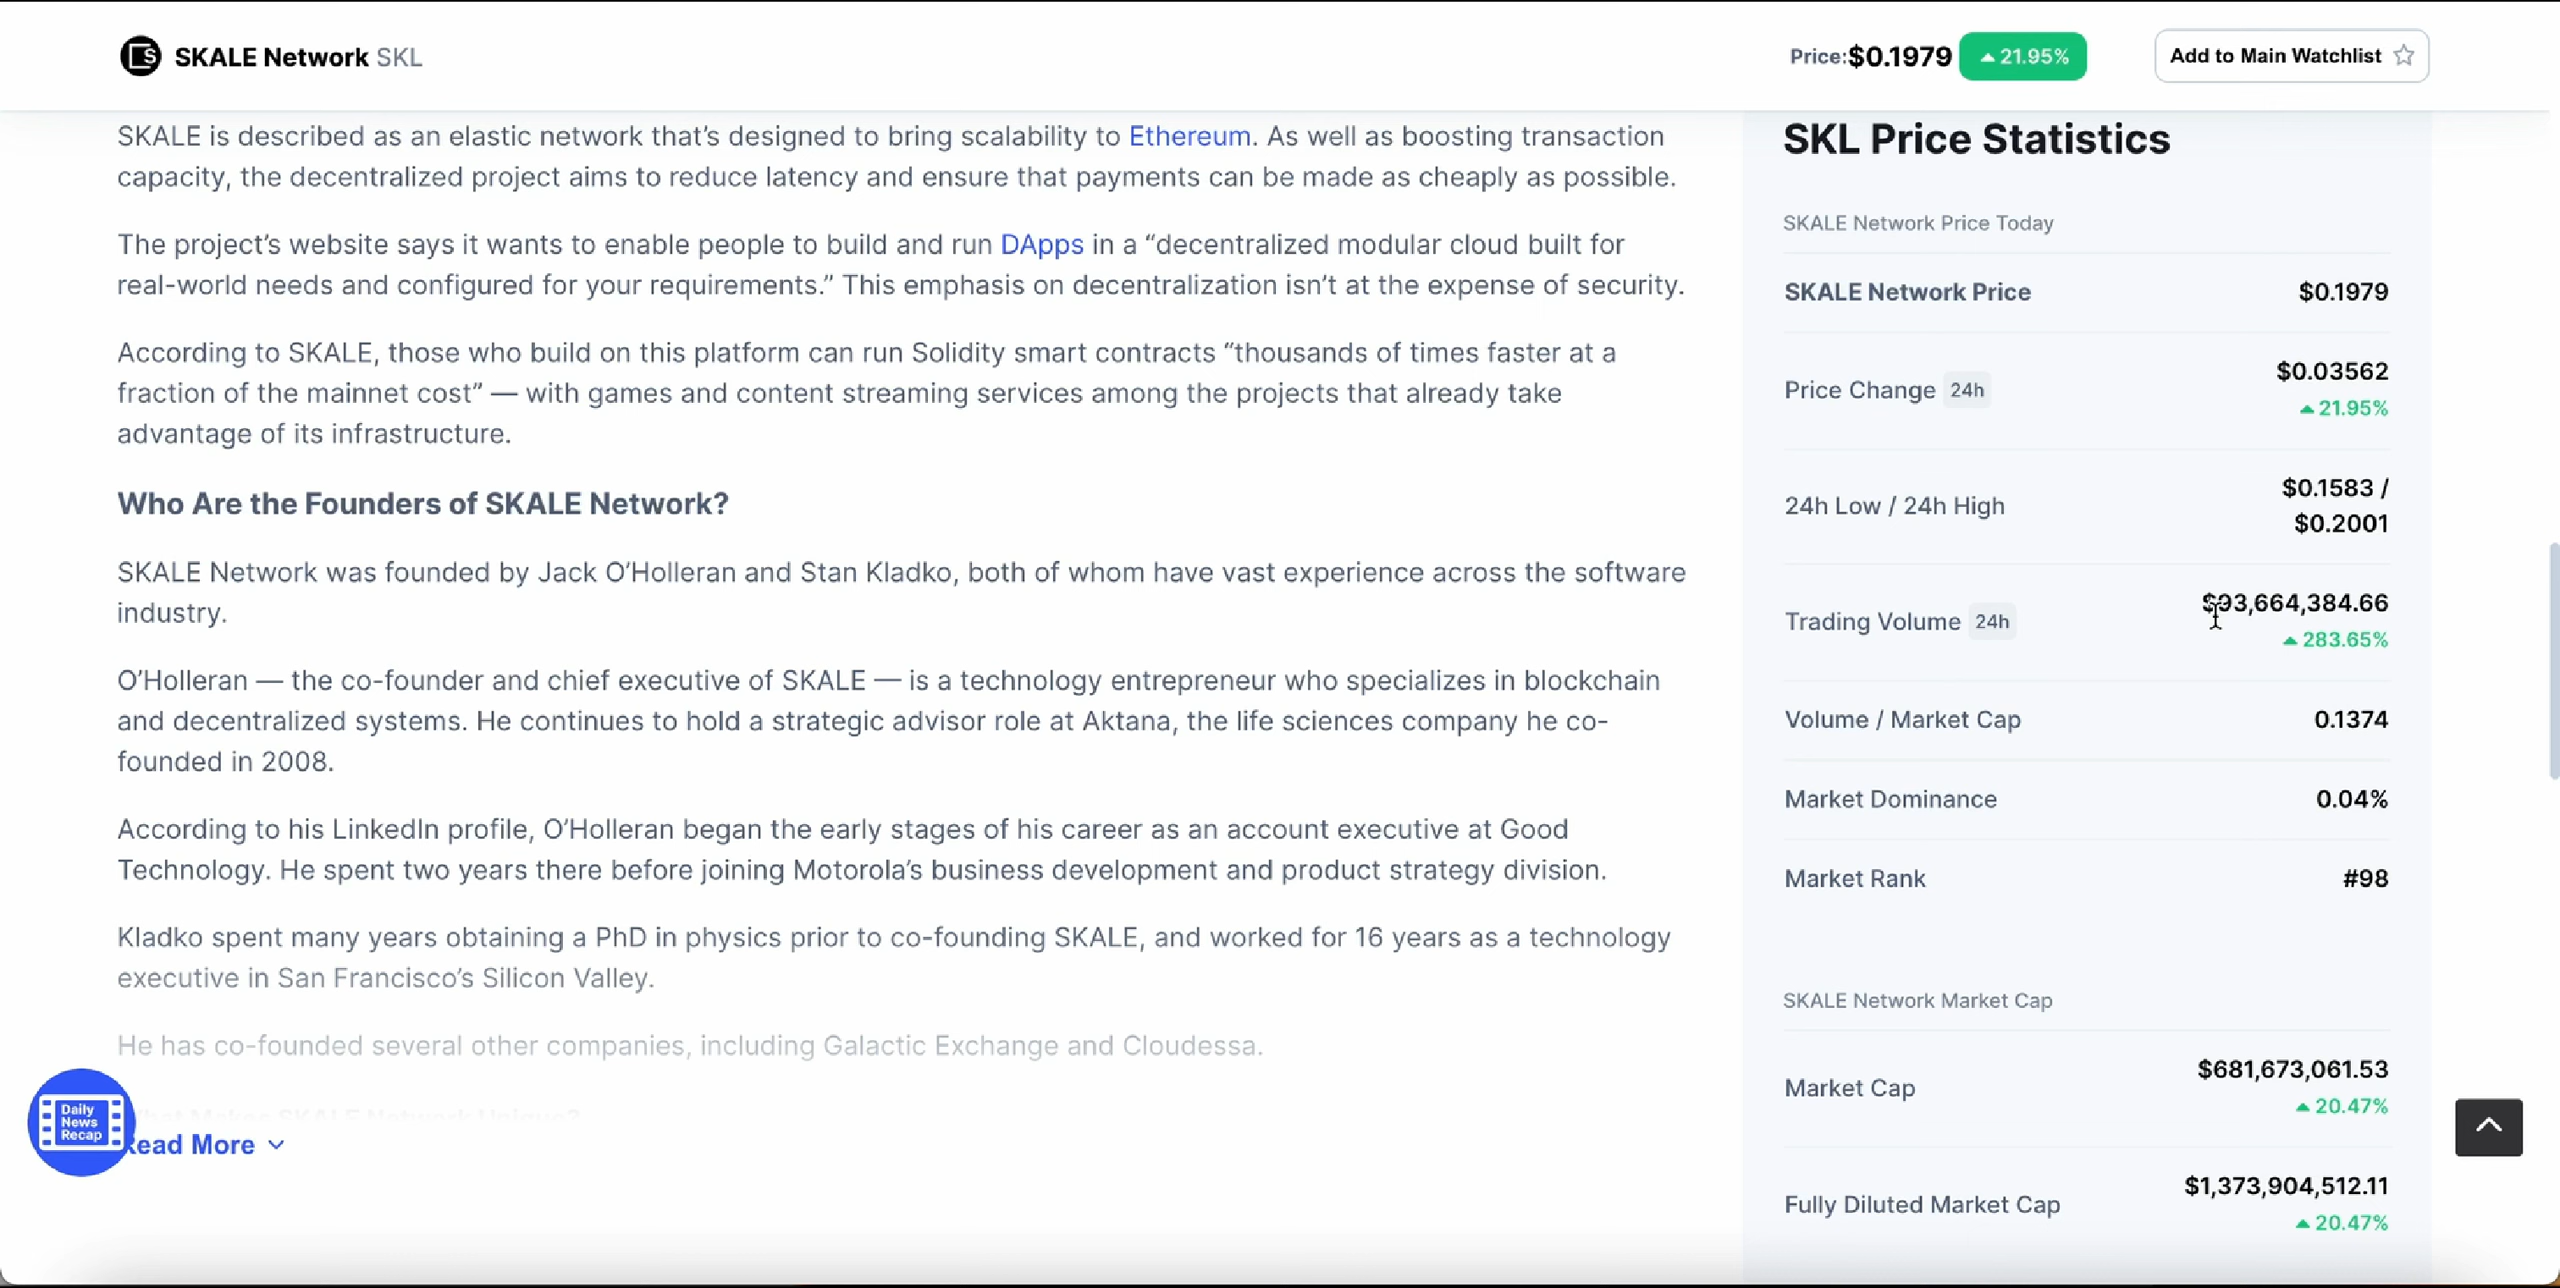 SKALE Network SKL
Price:$0.1979 ▲ 21.95%
Add to Main Watchlist
SKALE is described as an elastic network that’s designed to bring scalability to Ethereum. As well as boosting transaction
capacity, the decentralized project aims to reduce latency and ensure that payments can be made as cheaply as possible.
The project’s website says it wants to enable people to build and run DApps in a “decentralized modular cloud built for
real-world needs and configured for your requirements.” This emphasis on decentralization isn’t at the expense of security.
According to SKALE, those who build on this platform can run Solidity smart contracts “thousands of times faster at a
fraction of the mainnet cost” — with games and content streaming services among the projects that already take
advantage of its infrastructure.
Who Are the Founders of SKALE Network?
SKALE Network was founded by Jack O’Holleran and Stan Kladko, both of whom have vast experience across the software
industry.
O’Holleran — the co-founder and chief executive of SKALE — is a technology entrepreneur who specializes in blockchain
and decentralized systems. He continues to hold a strategic advisor role at Aktana, the life sciences company he co-
founded in 2008.
According to his LinkedIn profile, O’Holleran began the early stages of his career as an account executive at Good
Technology. He spent two years there before joining Motorola’s business development and product strategy division.
Kladko spent many years obtaining a PhD in physics prior to co-founding SKALE, and worked for 16 years as a technology
executive in San Francisco’s Silicon Valley.
He has co-founded several other companies, including Galactic Exchange and Cloudessa.
What Makes SKALE Network Unique?
Read More
Daily
News
Recap
SKL Price Statistics
SKALE Network Price Today
SKALE Network Price $0.1979
Price Change 24h $0.03562
▲ 21.95%
24h Low / 24h High $0.1583 /
$0.2001
Trading Volume 24h $93,664,384.66
▲ 283.65%
Volume / Market Cap 0.1374
Market Dominance 0.04%
Market Rank #98
SKALE Network Market Cap
Market Cap $681,673,061.53
▲ 20.47%
Fully Diluted Market Cap $1,373,904,512.11
▲ 20.47%